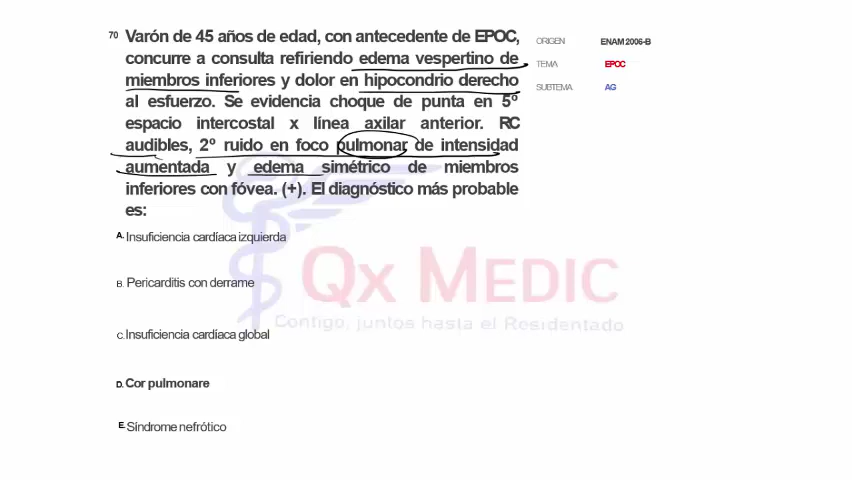 70 Varón de 45 años de edad, con antecedente de EPOC,
concurre a consulta refiriendo edema vespertino de
miembros inferiores y dolor en hipocondrio derecho
al esfuerzo. Se evidencia choque de punta en 5º
espacio intercostal x línea axilar anterior. RC
audibles, 2º ruido en foco pulmonar de intensidad
aumentada y edema simétrico de miembros
inferiores con fóvea. (+). El diagnóstico más probable
es:
A. Insuficiencia cardíaca izquierda
B. Pericarditis con derrame
C. Insuficiencia cardíaca global
D. Cor pulmonare
E. Síndrome nefrótico
ORIGEN ENAM 2006-B
TEMA EPOC
SUBTEMA AG
Qx MEDIC
Contigo, juntos hasta el Residentado